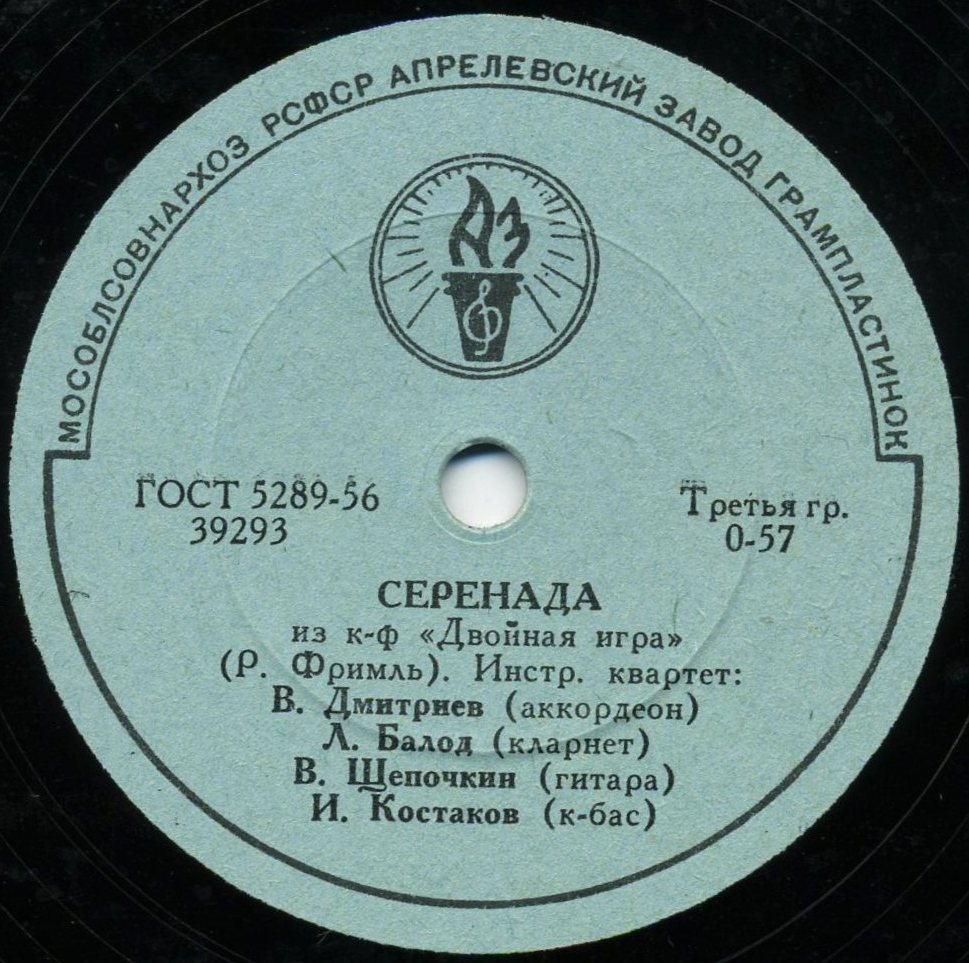 МОСОБЛСОВНАРХОЗ РСФСР АПРЕЛЕВСКИЙ ЗАВОД ГРАМПЛАСТИНОК
АЗ
ГОСТ 5289-56
39293
Третья гр.
0-57
СЕРЕНАДА
из к-ф «Двойная игра»
(Р. Фримль). Инстр. квартет:
В. Дмитриев (аккордеон)
Л. Балод (кларнет)
В. Щепочкин (гитара)
И. Костаков (к-бас)